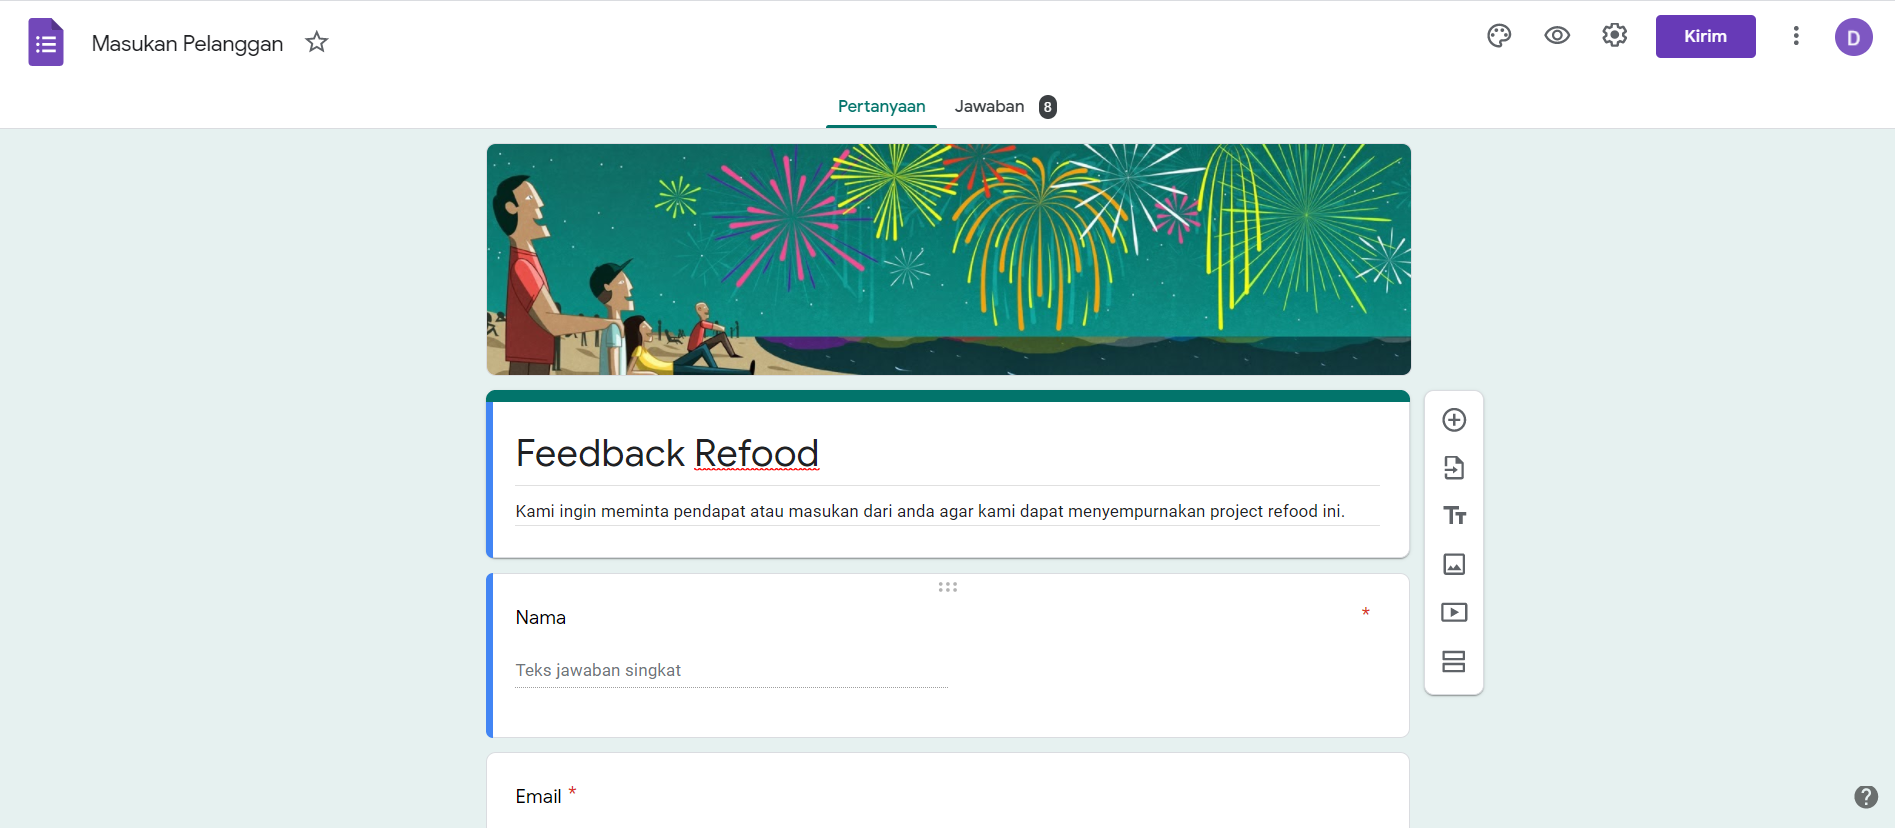 Masukan Pelanggan
Kirim
D
Pertanyaan Jawaban 8
Feedback Refood
Kami ingin meminta pendapat atau masukan dari anda agar kami dapat menyempurnakan project refood ini.
Nama *
Teks jawaban singkat
Email *